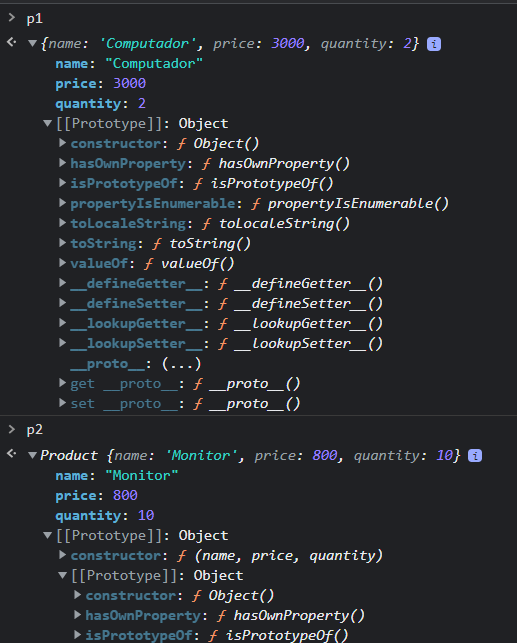 > p1
{name: 'Computador', price: 3000, quantity: 2} i
name: "Computador"
price: 3000
quantity: 2
[[Prototype]]: Object
constructor: ƒ Object()
hasOwnProperty: ƒ hasOwnProperty()
isPrototypeOf: ƒ isPrototypeOf()
propertyIsEnumerable: ƒ propertyIsEnumerable()
toLocaleString: ƒ toLocaleString()
toString: ƒ toString()
valueOf: ƒ valueOf()
__defineGetter__: ƒ __defineGetter__()
__defineSetter__: ƒ __defineSetter__()
__lookupGetter__: ƒ __lookupGetter__()
__lookupSetter__: ƒ __lookupSetter__()
__proto__: (...)
get __proto__: ƒ __proto__()
set __proto__: ƒ __proto__()
> p2
Product {name: 'Monitor', price: 800, quantity: 10} i
name: "Monitor"
price: 800
quantity: 10
[[Prototype]]: Object
constructor: ƒ (name, price, quantity)
[[Prototype]]: Object
constructor: ƒ Object()
hasOwnProperty: ƒ hasOwnProperty()
isPrototypeOf: ƒ isPrototypeOf()